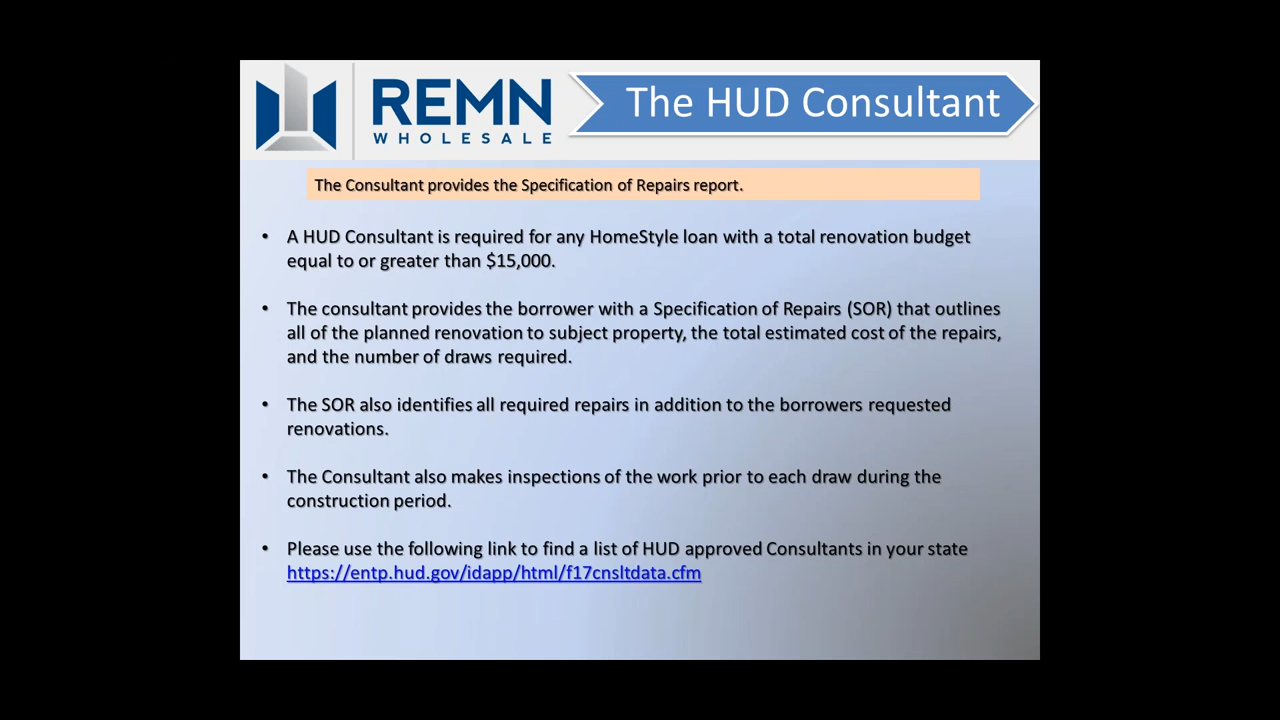 REMN
WHOLESALE
The HUD Consultant
The Consultant provides the Specification of Repairs report.
• A HUD Consultant is required for any HomeStyle loan with a total renovation budget
equal to or greater than $15,000.
• The consultant provides the borrower with a Specification of Repairs (SOR) that outlines
all of the planned renovation to subject property, the total estimated cost of the repairs,
and the number of draws required.
• The SOR also identifies all required repairs in addition to the borrowers requested
renovations.
• The Consultant also makes inspections of the work prior to each draw during the
construction period.
• Please use the following link to find a list of HUD approved Consultants in your state
https://entp.hud.gov/idapp/html/f17cnsltdata.cfm